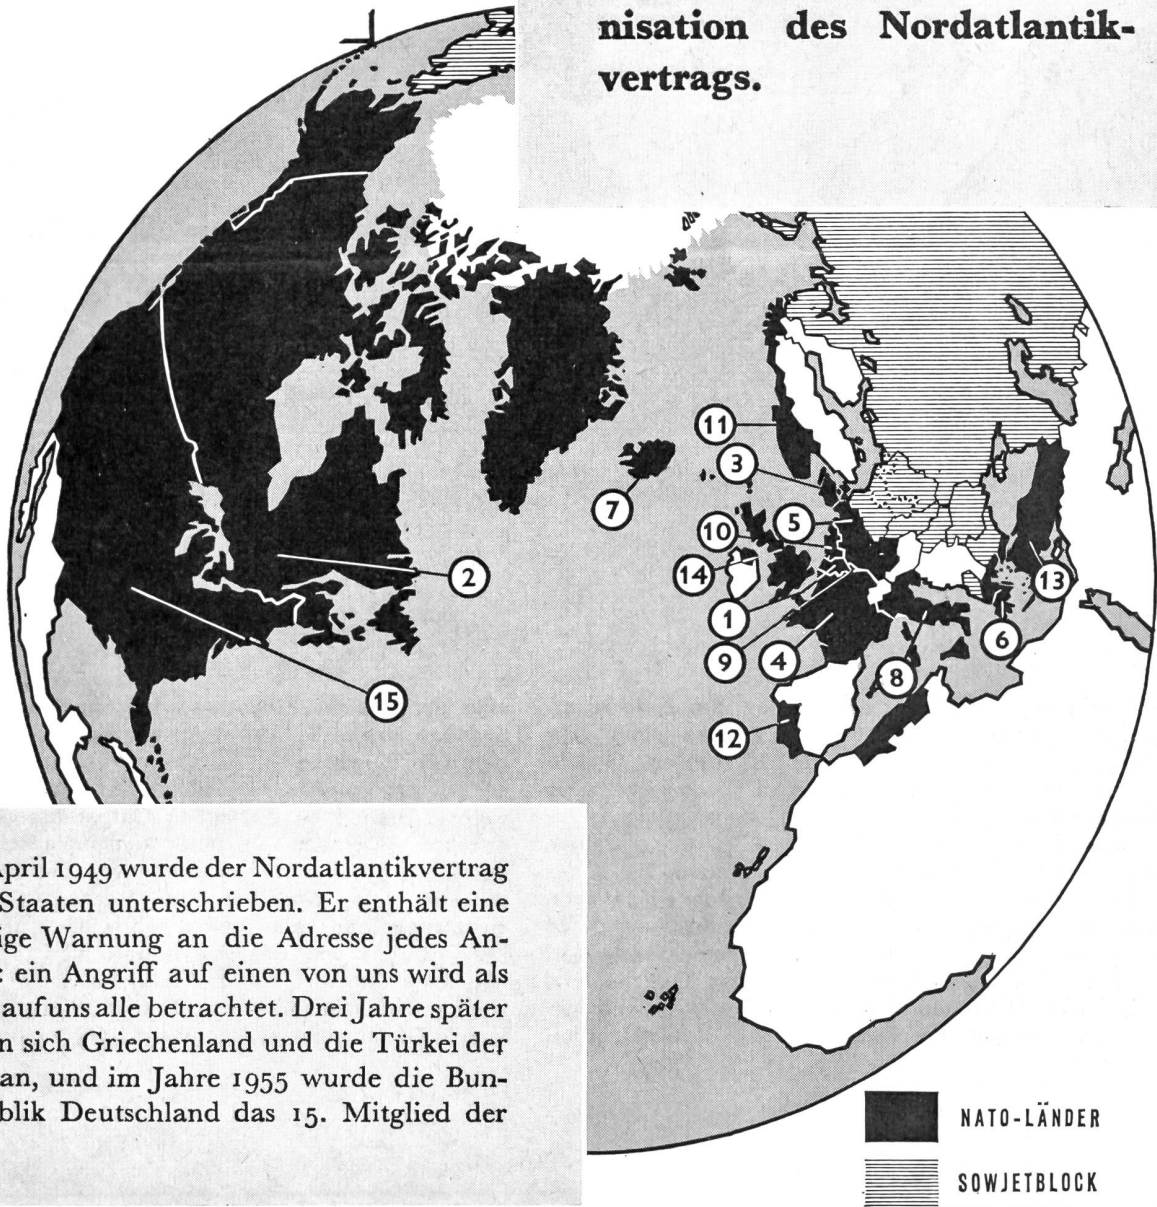 nisation des Nordatlantik-
vertrags.
11
3
7
5
10
14
2
1
13
6
9
4
8
15
12
April 1949 wurde der Nordatlantikvertrag
Staaten unterschrieben. Er enthält eine
ige Warnung an die Adresse jedes An-
: ein Angriff auf einen von uns wird als
auf uns alle betrachtet. Drei Jahre später
n sich Griechenland und die Türkei der
an, und im Jahre 1955 wurde die Bun-
blik Deutschland das 15. Mitglied der
NATO-LÄNDER
SOWJETBLOCK